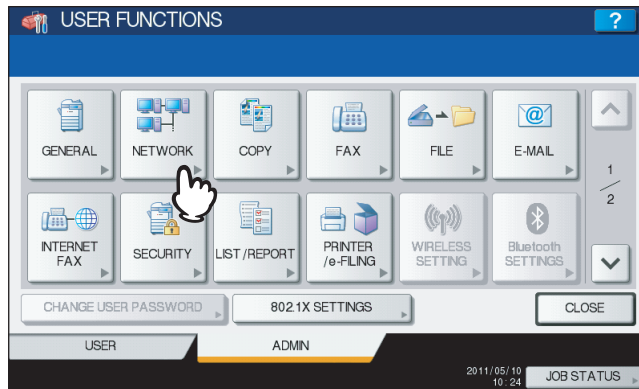 USER FUNCTIONS
?
GENERAL
NETWORK
COPY
FAX
FILE
@
E-MAIL
1
2
INTERNET
FAX
SECURITY
LIST/REPORT
PRINTER
/e-FILING
WIRELESS
SETTING
Bluetooth
SETTINGS
CHANGE USER PASSWORD
802.1X SETTINGS
CLOSE
USER
ADMIN
2011/05/10
10:24
JOB STATUS